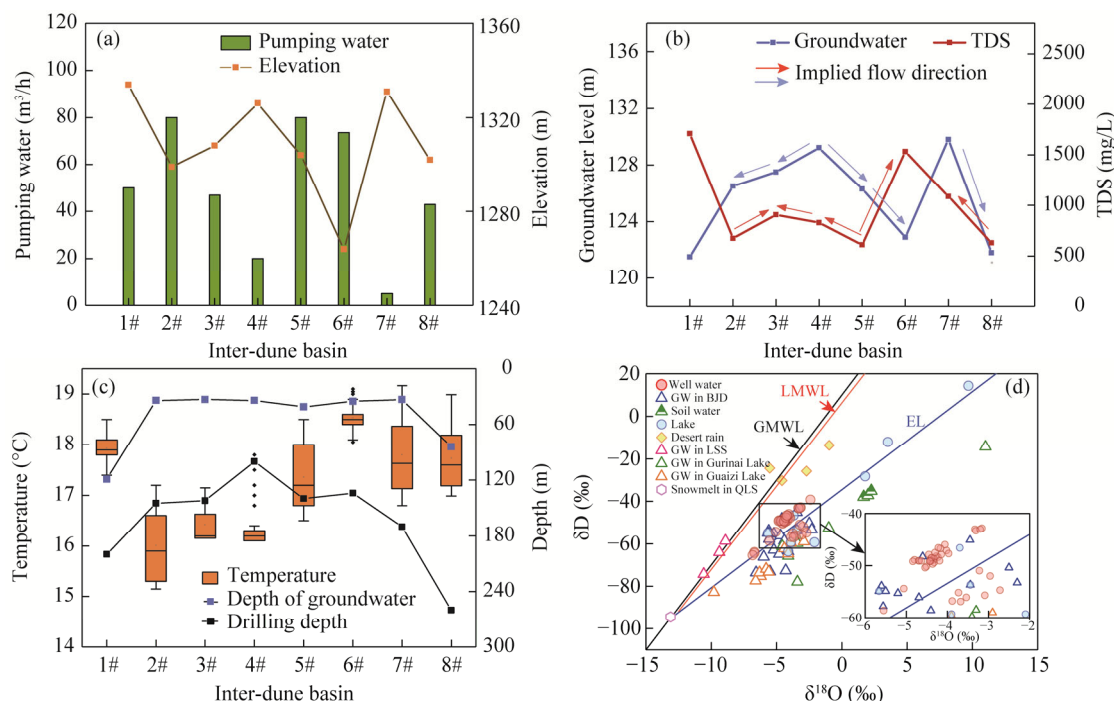 (a)
Pumping water
Elevation
120
100
80
60
40
20
0
Pumping water (m³/h)
1360
1320
1280
1240
Elevation (m)
1# 2# 3# 4# 5# 6# 7# 8#
Inter-dune basin
(b)
Groundwater TDS
Implied flow direction
136
132
128
124
120
Groundwater level (m)
2500
2000
1500
1000
500
0
TDS (mg/L)
1# 2# 3# 4# 5# 6# 7# 8#
Inter-dune basin
(c)
19
18
17
16
15
14
Temperature (°C)
0
60
120
180
240
300
Depth (m)
Temperature
Depth of groundwater
Drilling depth
1# 2# 3# 4# 5# 6# 7# 8#
Inter-dune basin
(d)
Well water
GW in BJD
Soil water
Lake
Desert rain
GW in LSS
GW in Gurinai Lake
GW in Guaizi Lake
Snowmelt in QLS
LMWL
GMWL
EL
20
0
−20
−40
−60
−80
−100
δD (‰)
−15 −10 −5 0 5 10 15
δ¹⁸O (‰)
−40
−50
−60
δD (‰)
−6 −5 −4 −3 −2
δ¹⁸O (‰)